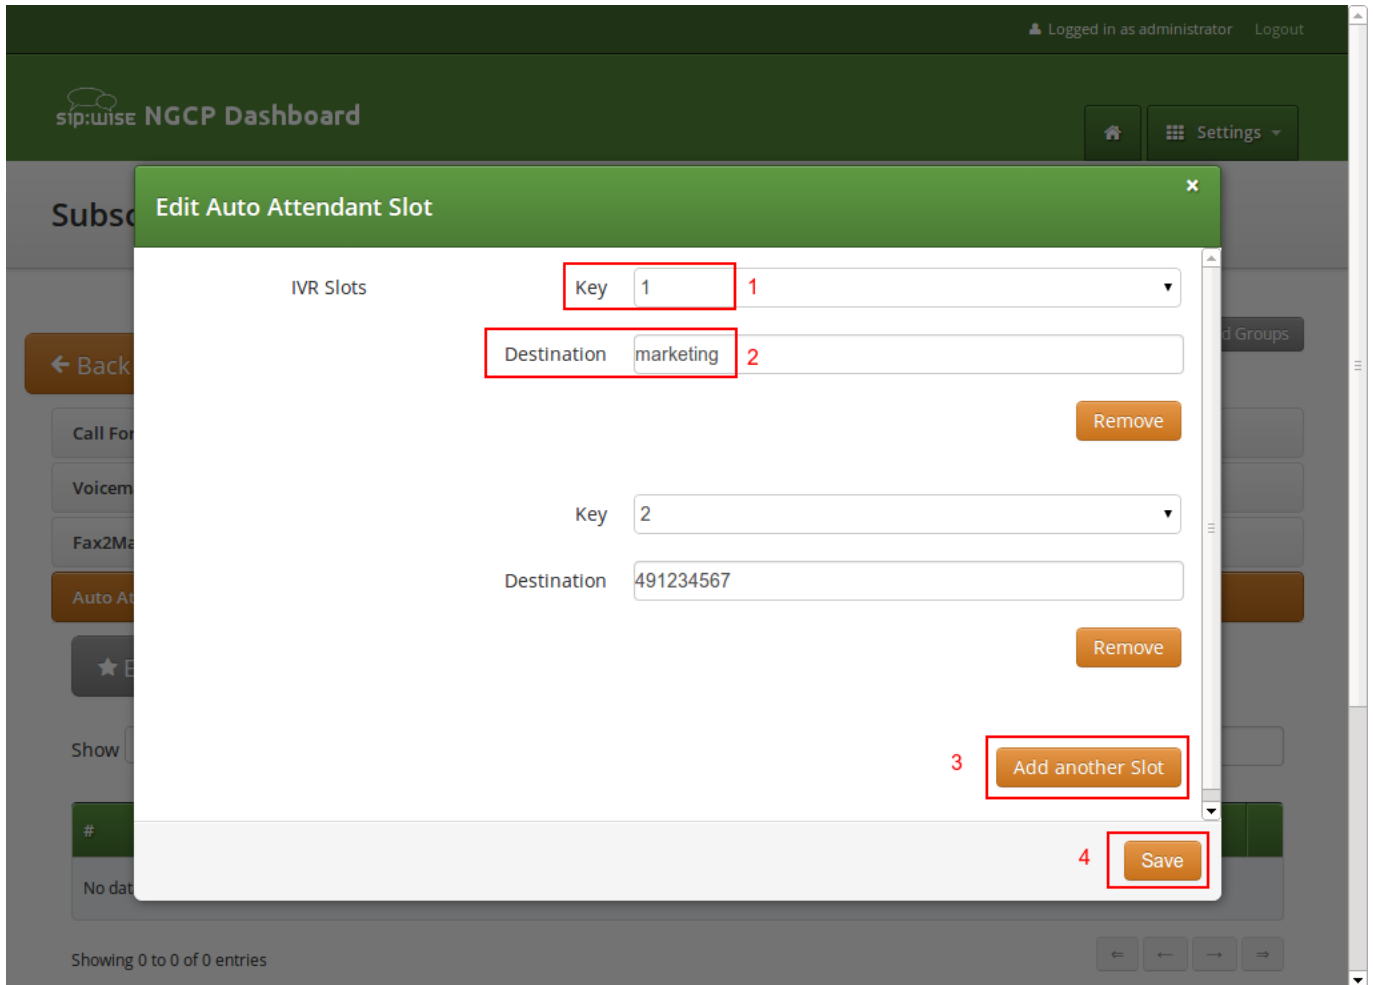 Logged in as administrator Logout
sip:wise NGCP Dashboard
Settings
Subsc
Edit Auto Attendant Slot ×
IVR Slots Key 1 1
d Groups
Destination marketing 2
Back
Remove
Call For
Voicem
Key 2
Fax2Ma
Destination 491234567
Auto At
Remove
E
Show
3 Add another Slot
#
4 Save
No dat
Showing 0 to 0 of 0 entries ⇐ ← → ⇒